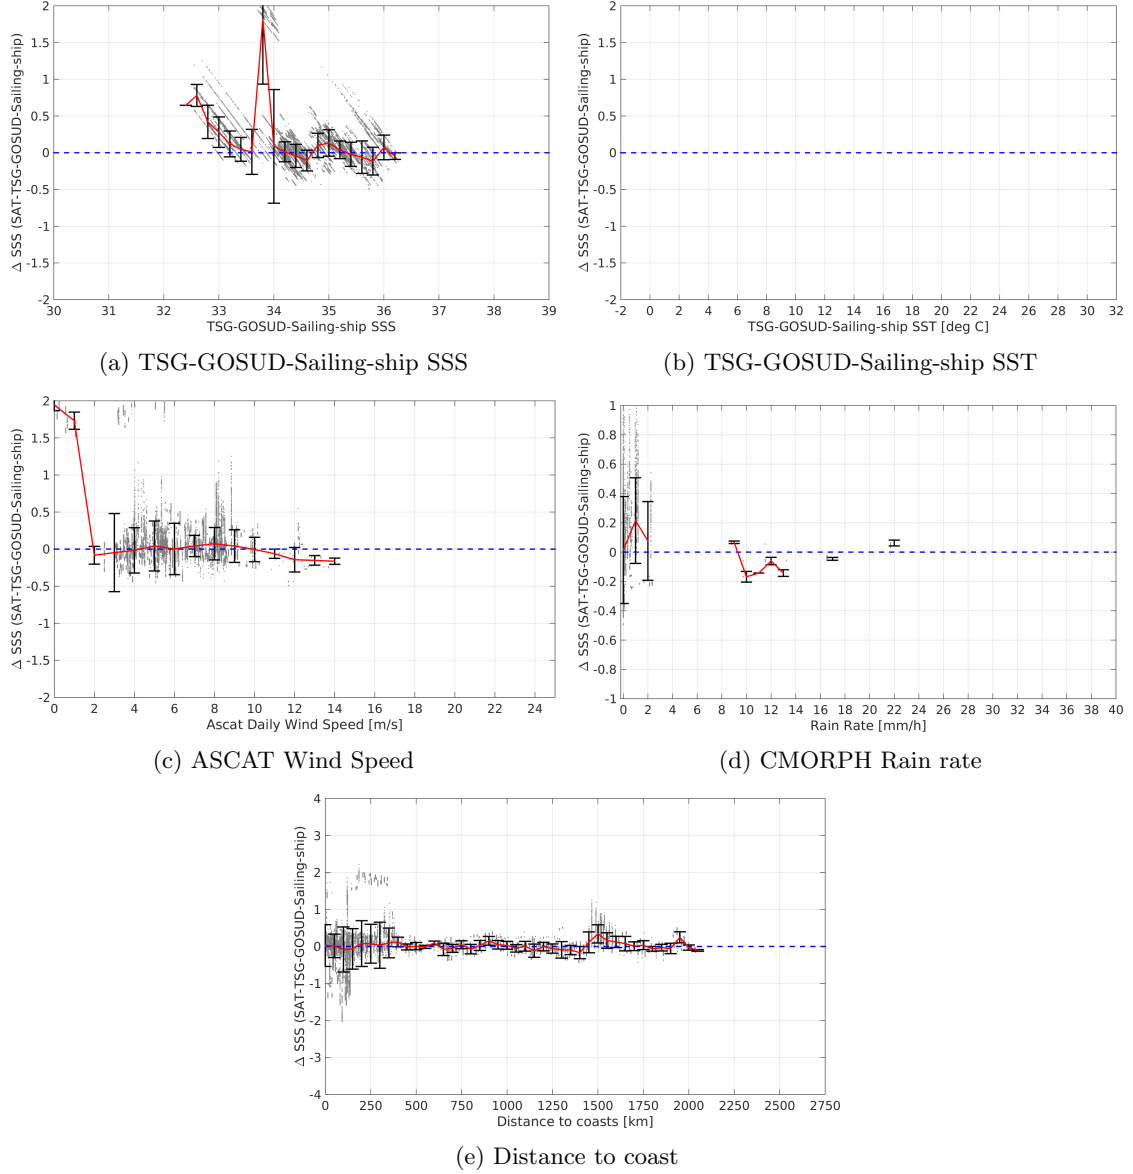 2
1.5
1
0.5
0
-0.5
-1
-1.5
-2
Δ SSS (SAT-TSG-GOSUD-Sailing-ship)
30 31 32 33 34 35 36 37 38 39
TSG-GOSUD-Sailing-ship SSS
(a) TSG-GOSUD-Sailing-ship SSS
2
1.5
1
0.5
0
-0.5
-1
-1.5
-2
Δ SSS (SAT-TSG-GOSUD-Sailing-ship)
-2 0 2 4 6 8 10 12 14 16 18 20 22 24 26 28 30 32
TSG-GOSUD-Sailing-ship SST [deg C]
(b) TSG-GOSUD-Sailing-ship SST
2
1.5
1
0.5
0
-0.5
-1
-1.5
-2
Δ SSS (SAT-TSG-GOSUD-Sailing-ship)
0 2 4 6 8 10 12 14 16 18 20 22 24
Ascat Daily Wind Speed [m/s]
(c) ASCAT Wind Speed
1
0.8
0.6
0.4
0.2
0
-0.2
-0.4
-0.6
-0.8
-1
Δ SSS (SAT-TSG-GOSUD-Sailing-ship)
0 2 4 6 8 10 12 14 16 18 20 22 24 26 28 30 32 34 36 38 40
Rain Rate [mm/h]
(d) CMORPH Rain rate
4
3
2
1
0
-1
-2
-3
-4
Δ SSS (SAT-TSG-GOSUD-Sailing-ship)
0 250 500 750 1000 1250 1500 1750 2000 2250 2500 2750
Distance to coasts [km]
(e) Distance to coast